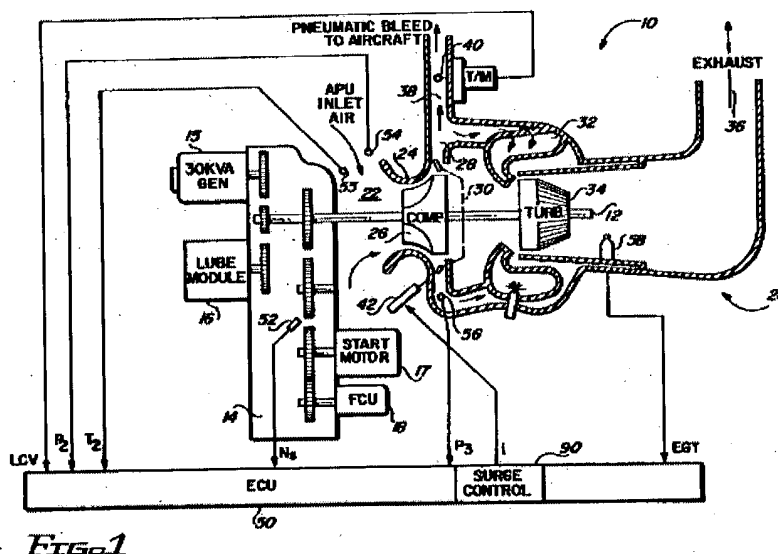 PNEUMATIC BLEED
TO AIRCRAFT
40
10
T/M
EXHAUST
38
36
APU
INLET
AIR
54
32
15
30KVA
GEN
53
24
28
34
22
30
COMP
TURB
12
26
58
LUBE
MODULE
16
52
42
56
START
MOTOR
17
FCU
18
14
LCV
P2
T2
NS
P3
i
90
EGT
ECU
SURGE
CONTROL
50
FIG.1